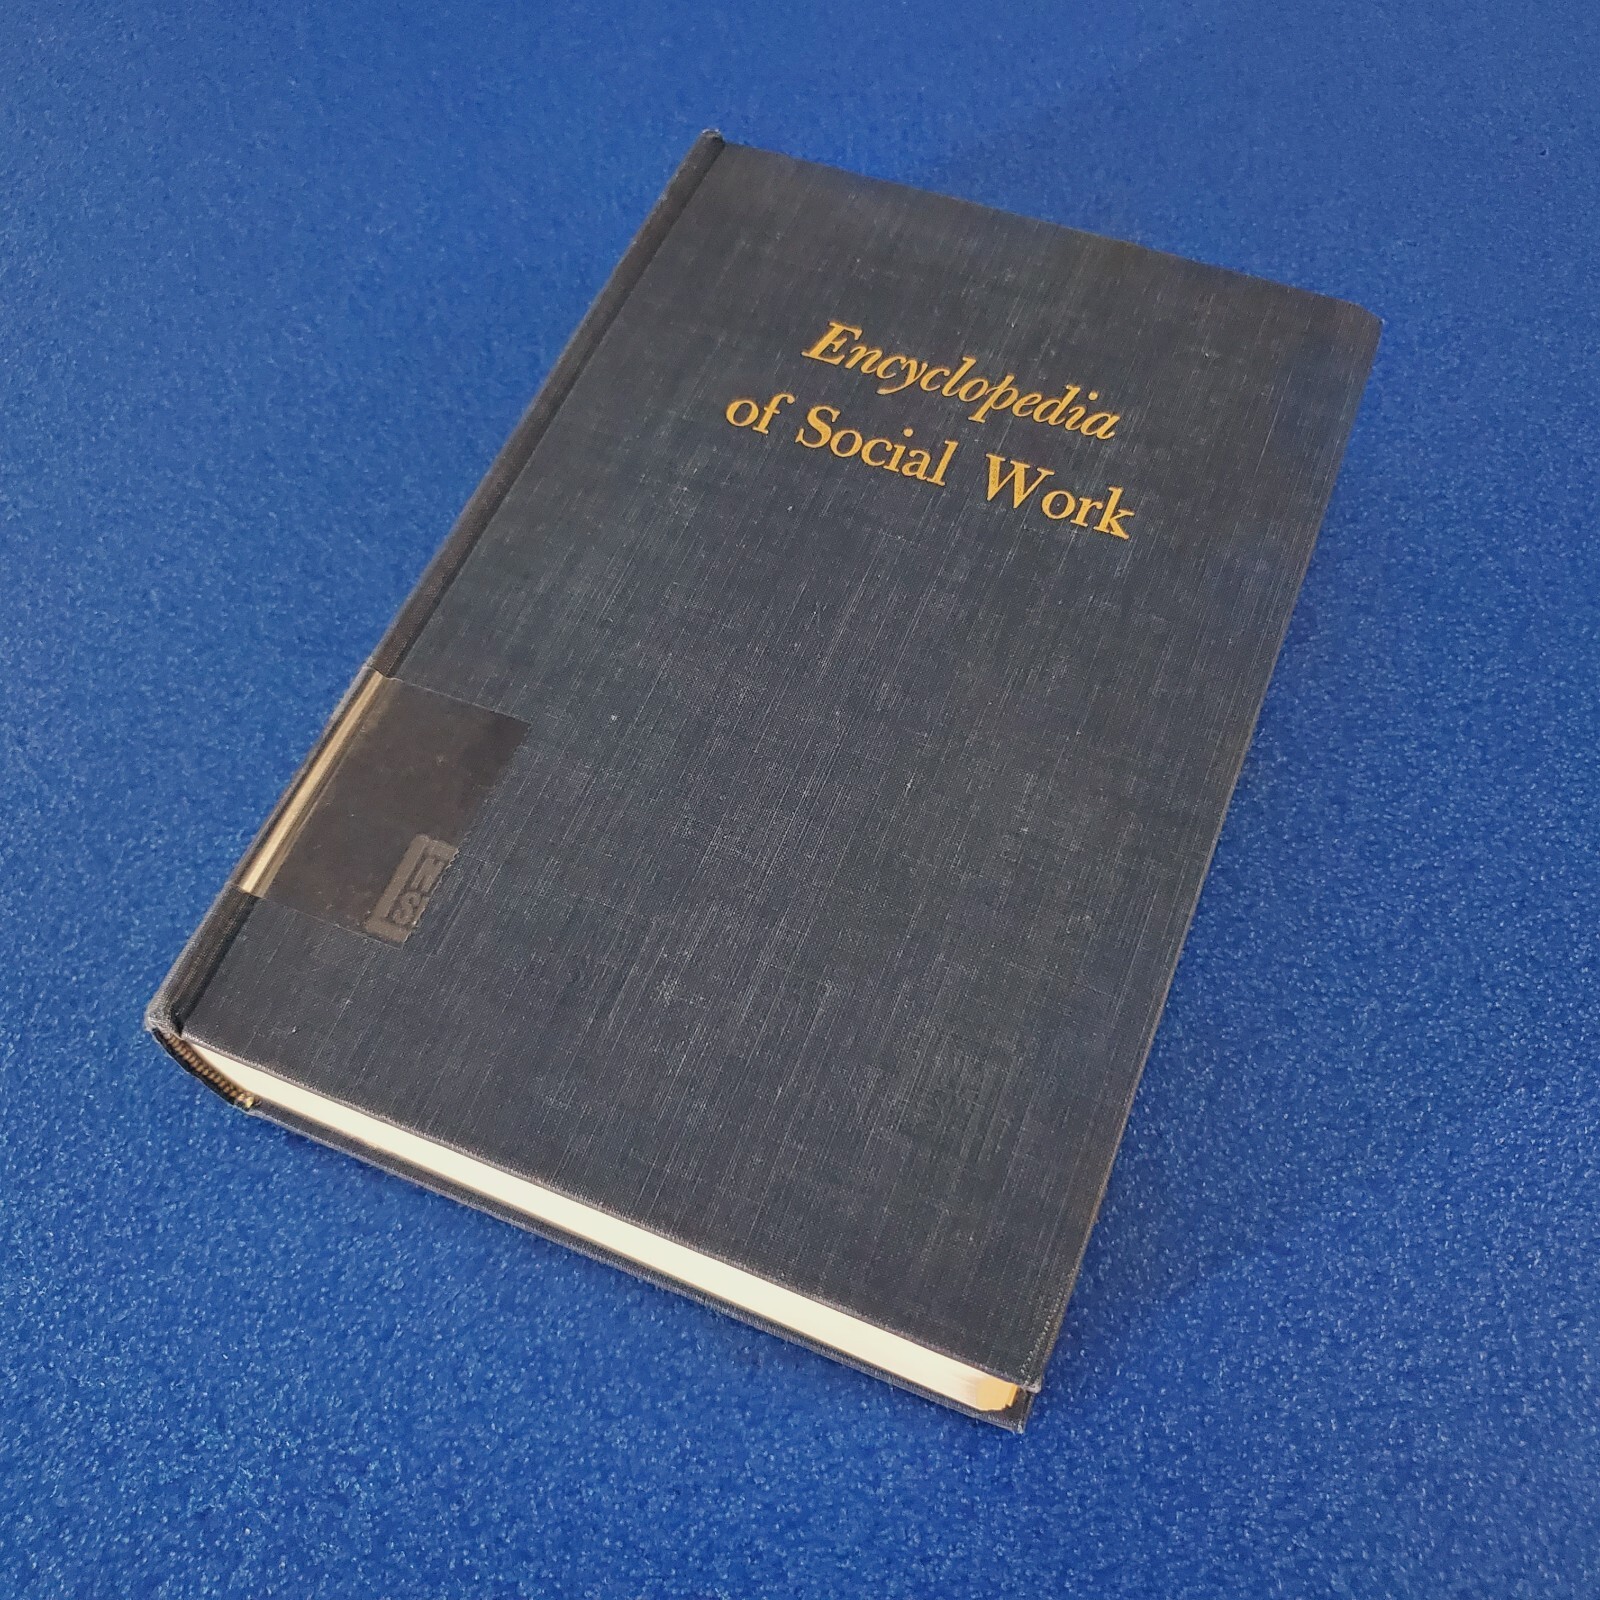 Encyclopedia
of Social Work